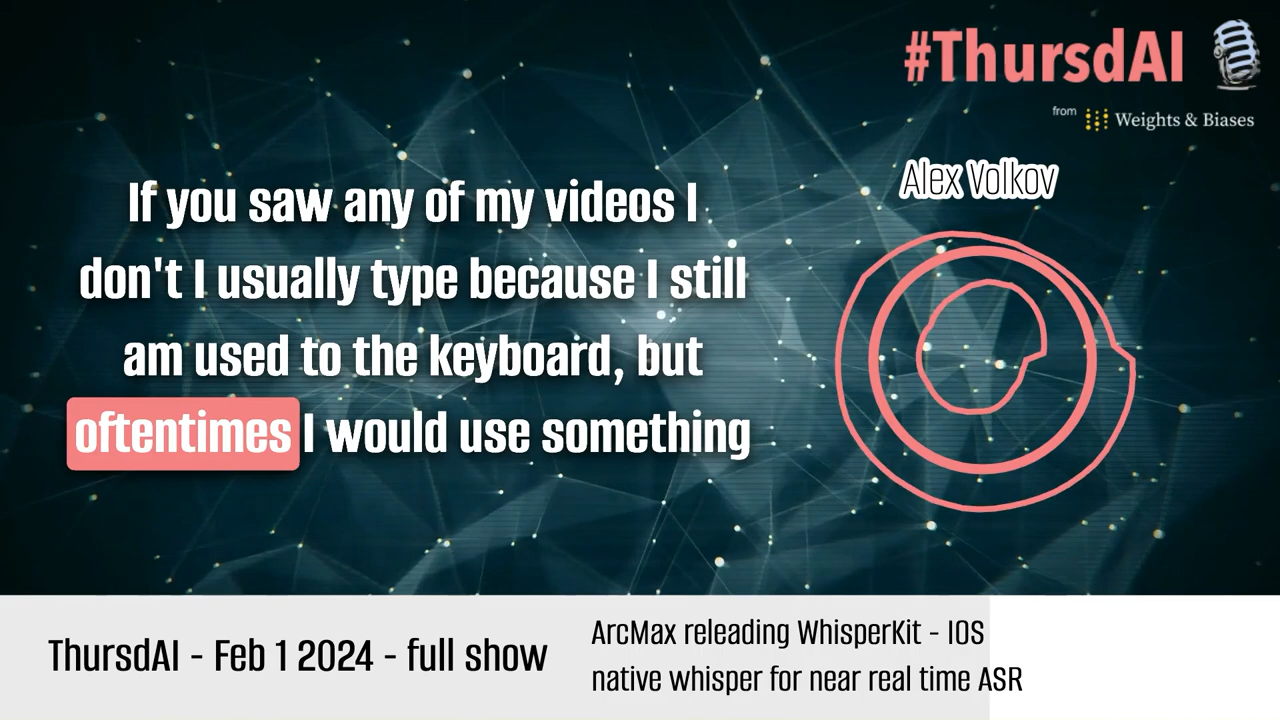 #ThursdAI
from Weights & Biases
Alex Volkov
If you saw any of my videos I
don't I usually type because I still
am used to the keyboard, but
oftentimes I would use something
ThursdAI - Feb 1 2024 - full show
ArcMax releading WhisperKit - IOS
native whisper for near real time ASR